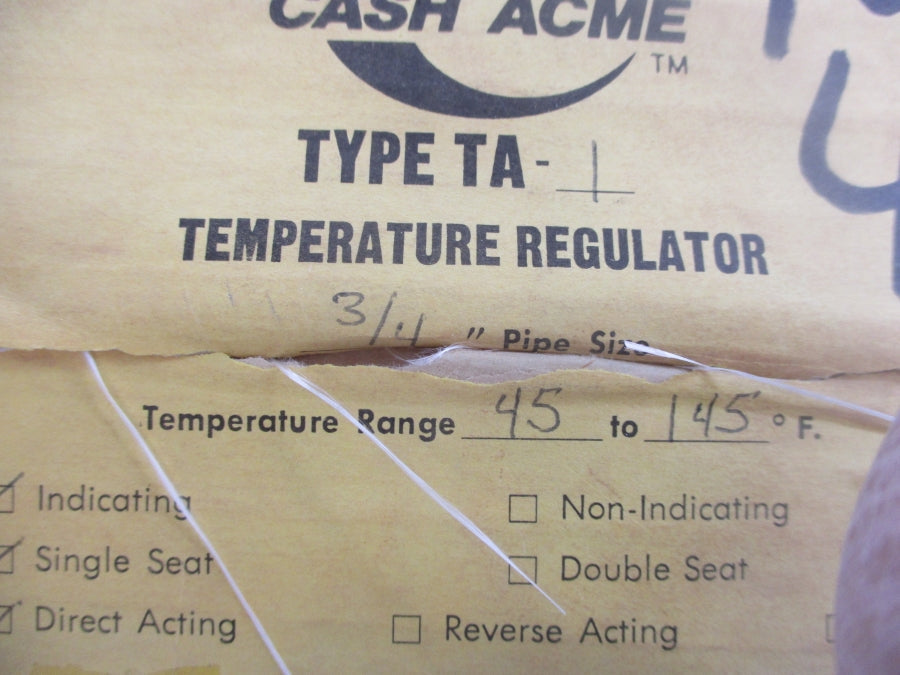 CASH ACME
TM
TYPE TA- 1
TEMPERATURE REGULATOR
3/4 " Pipe Size
Temperature Range 45 to 145 ° F.
Indicating Non-Indicating
Single Seat Double Seat
Direct Acting Reverse Acting